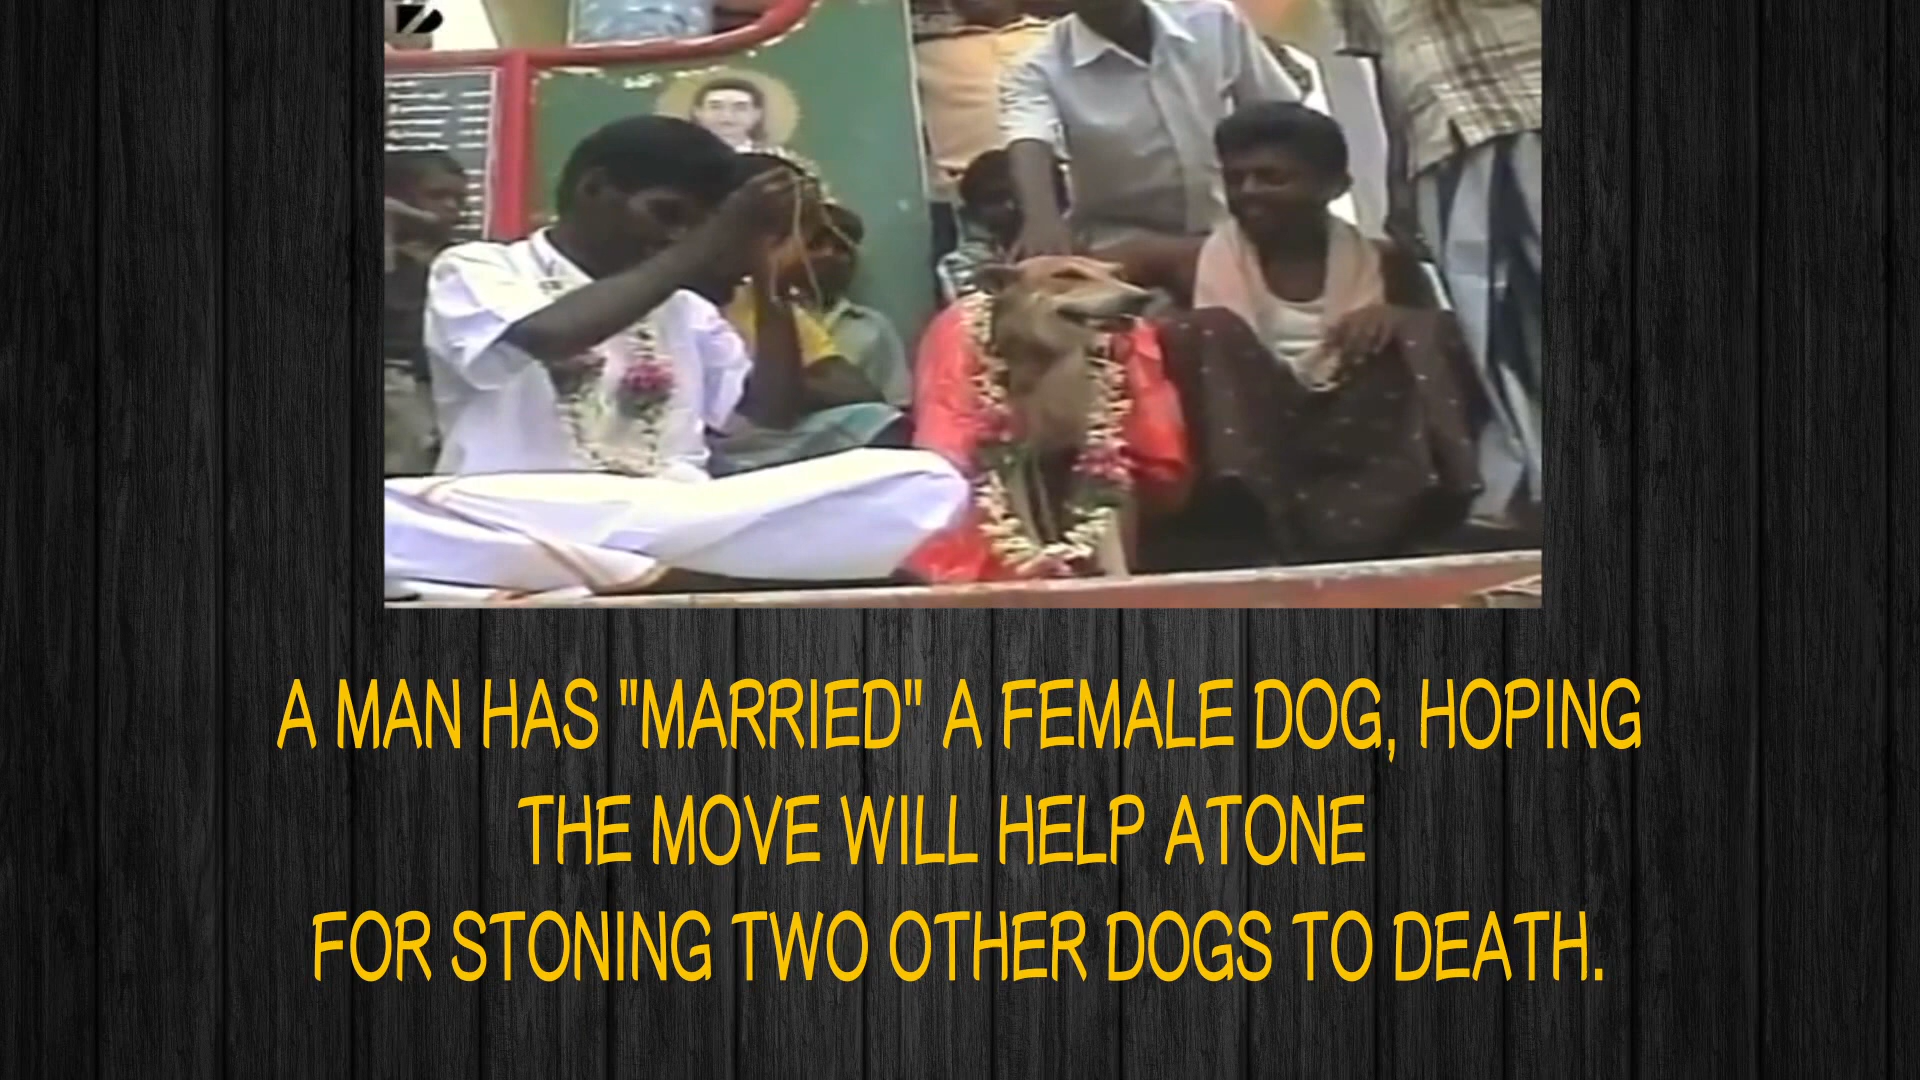 A MAN HAS "MARRIED" A FEMALE DOG, HOPING
THE MOVE WILL HELP ATONE
FOR STONING TWO OTHER DOGS TO DEATH.